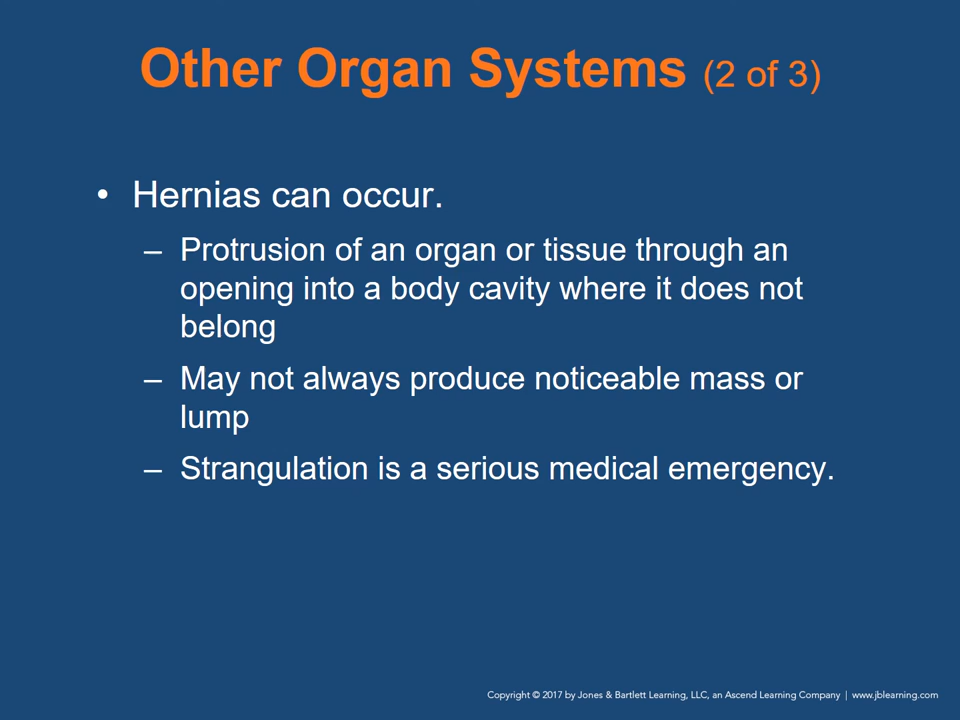 Other Organ Systems (2 of 3)
• Hernias can occur.
– Protrusion of an organ or tissue through an
opening into a body cavity where it does not
belong
– May not always produce noticeable mass or
lump
– Strangulation is a serious medical emergency.
Copyright © 2017 by Jones & Bartlett Learning, LLC, an Ascend Learning Company | www.jblearning.com